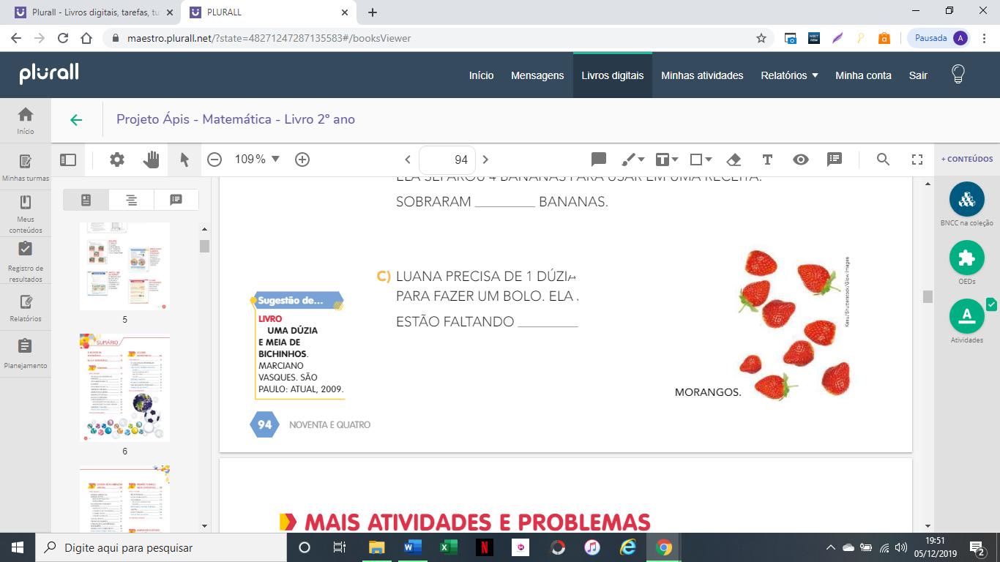 Plurall - Livros digitais, tarefas, tu
PLURALL
maestro.plurall.net/?state=48271247287135583#/booksViewer
Pausada
A
plurall
Início
Mensagens
Livros digitais
Minhas atividades
Relatórios
Minha conta
Sair
Início
Minhas turmas
Meus
conteúdos
Registro de
resultados
Relatórios
Planejamento
Projeto Ápis - Matemática - Livro 2º ano
109%
94
+ CONTEÚDOS
BNCC na coleção
OEDs
Atividades
5
SUMÁRIO
6
ELA SEPAROU 4 BANANAS PARA USAR EM UMA RECEITA.
SOBRARAM _________ BANANAS.
C) LUANA PRECISA DE 1 DÚZIA
PARA FAZER UM BOLO. ELA
ESTÃO FALTANDO _________
Sugestão de...
LIVRO
UMA DÚZIA
E MEIA DE
BICHINHOS.
MARCIANO
VASQUES. SÃO
PAULO: ATUAL, 2009.
Kasu/Shutterstock/Glow Images
MORANGOS.
94 NOVENTA E QUATRO
MAIS ATIVIDADES E PROBLEMAS
Digite aqui para pesquisar
19:51
05/12/2019
2